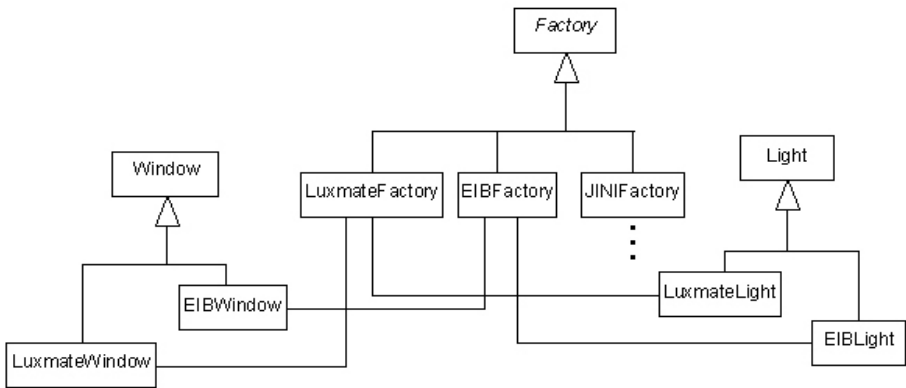 Factory
Window
Light
LuxmateFactory
EIBFactory
JINIFactory
EIBWindow
LuxmateLight
LuxmateWindow
EIBLight